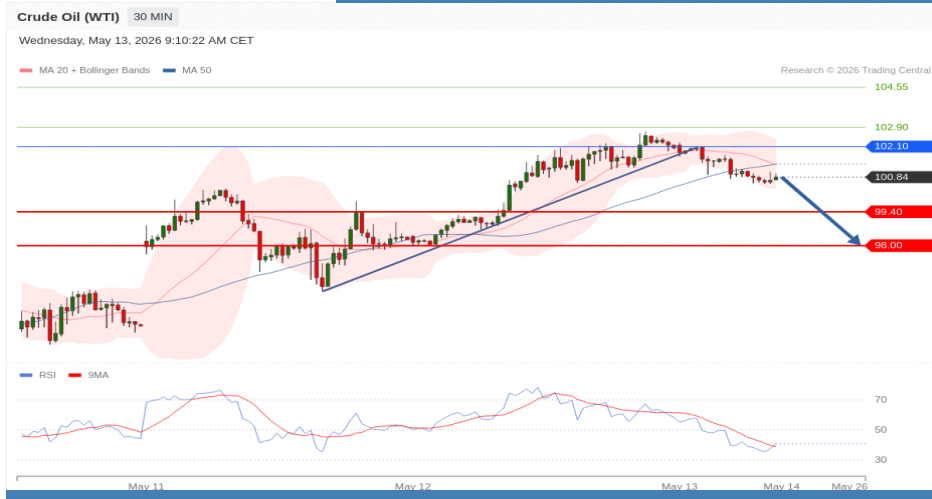 Crude Oil (WTI) 30 MIN
Wednesday, May 13, 2026 9:10:22 AM CET
MA 20 + Bollinger Bands MA 50
Research © 2026 Trading Central
104.55
102.90
102.10
100.84
99.40
98.00
RSI 9MA
70
50
30
May 11 May 12 May 13 May 14 May 26